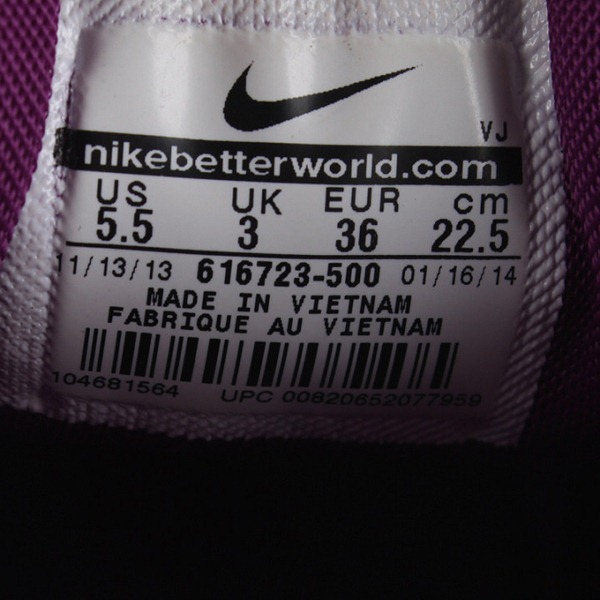 VJ
nikebetterworld.com
US UK EUR cm
5.5 3 36 22.5
11/13/13 616723-500 01/16/14
MADE IN VIETNAM
FABRIQUE AU VIETNAM
104681564 UPC 00820652077959